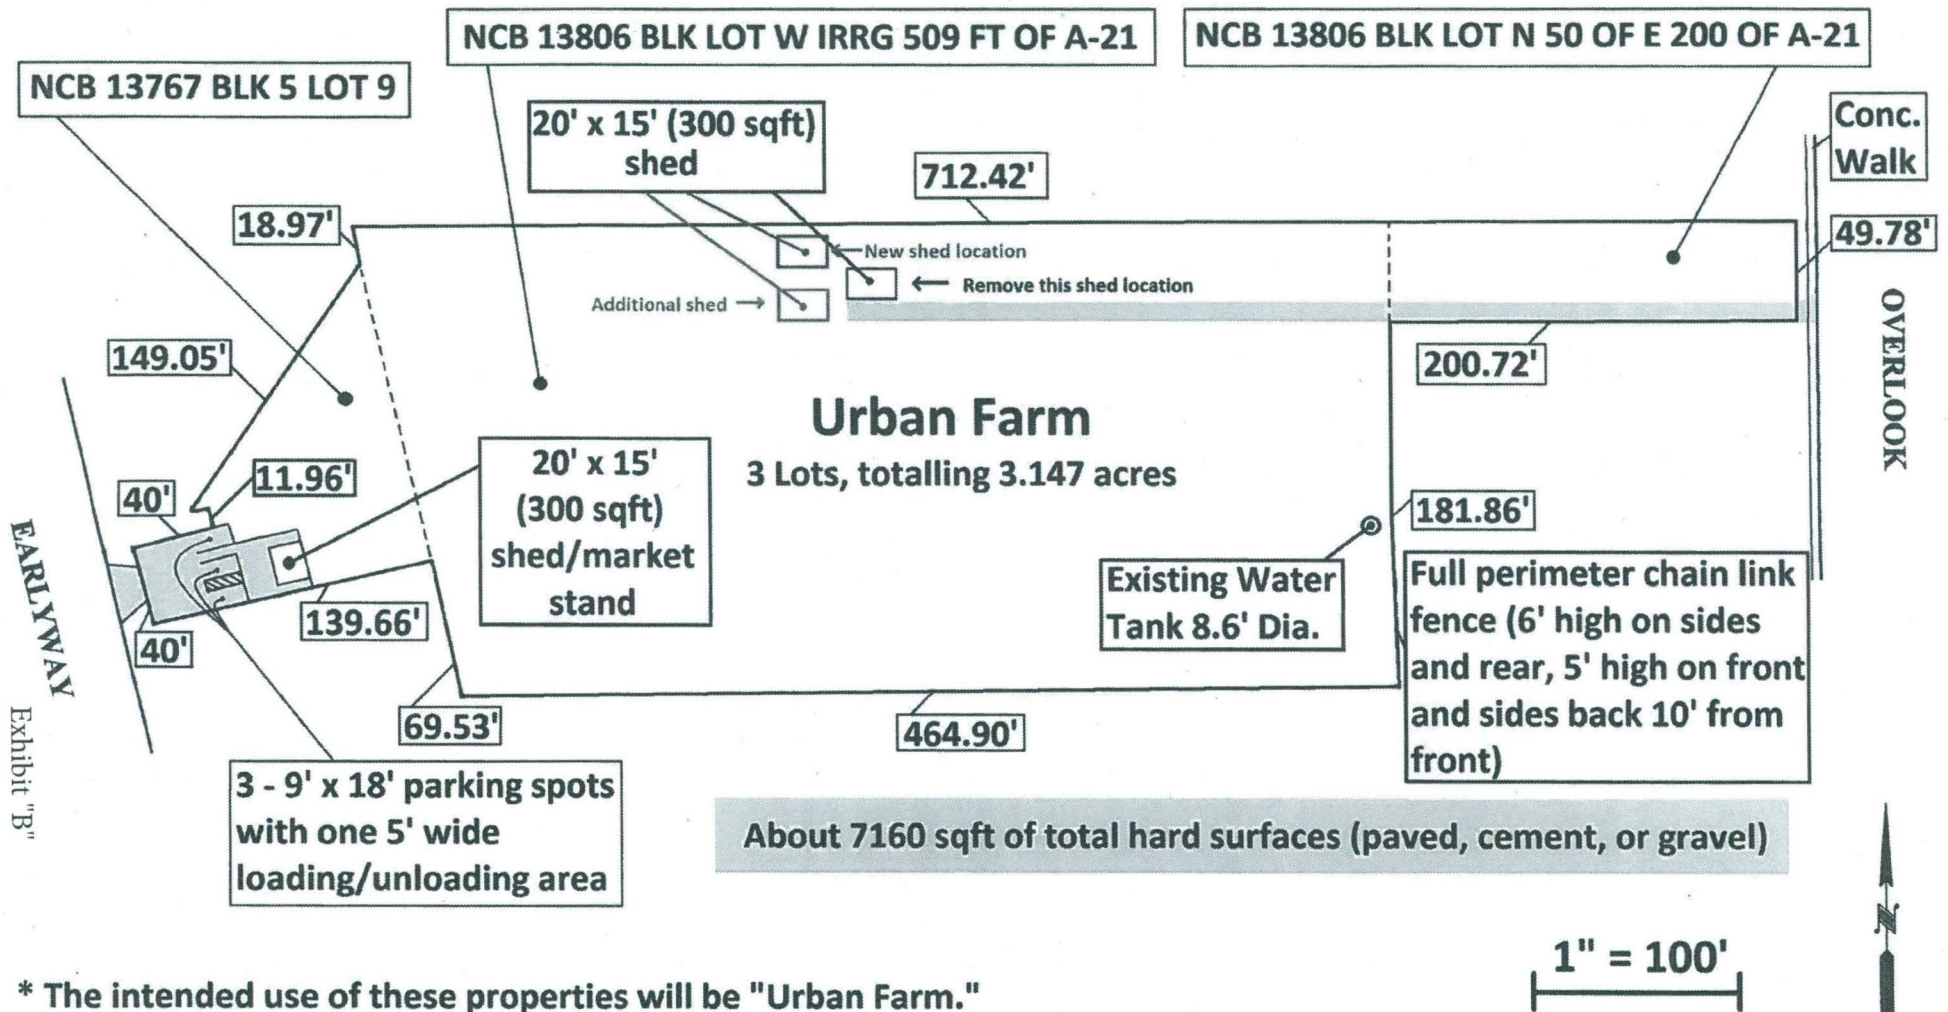 NCB 13806 BLK LOT W IRRG 509 FT OF A-21
NCB 13806 BLK LOT N 50 OF E 200 OF A-21
NCB 13767 BLK 5 LOT 9
20' x 15' (300 sqft)
shed
712.42'
Conc.
Walk
18.97'
49.78'
New shed location
Remove this shed location
Additional shed
OVERLOOK
149.05'
200.72'
Urban Farm
3 Lots, totalling 3.147 acres
20' x 15'
(300 sqft)
shed/market
stand
11.96'
40'
181.86'
EARLYWAY
Existing Water
Tank 8.6' Dia.
Full perimeter chain link
fence (6' high on sides
and rear, 5' high on front
and sides back 10' from
front)
139.66'
40'
69.53'
464.90'
Exhibit "B"
3 - 9' x 18' parking spots
with one 5' wide
loading/unloading area
About 7160 sqft of total hard surfaces (paved, cement, or gravel)
N
1" = 100'
* The intended use of these properties will be "Urban Farm."